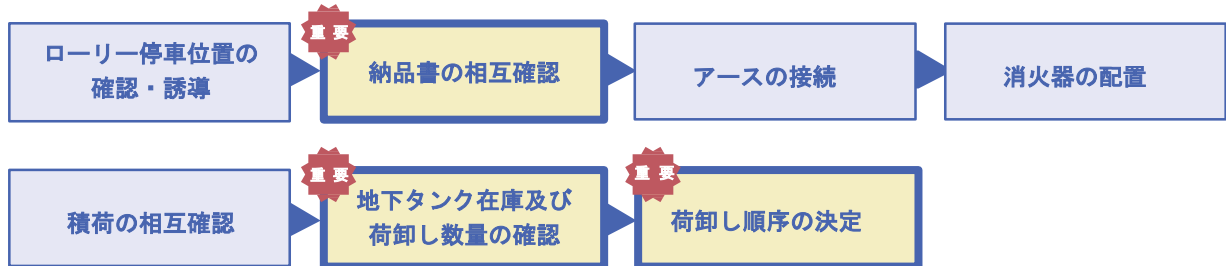 ローリー停車位置の
確認・誘導
重要
納品書の相互確認
アースの接続
消火器の配置
積荷の相互確認
重要
地下タンク在庫及び
荷卸し数量の確認
重要
荷卸し順序の決定